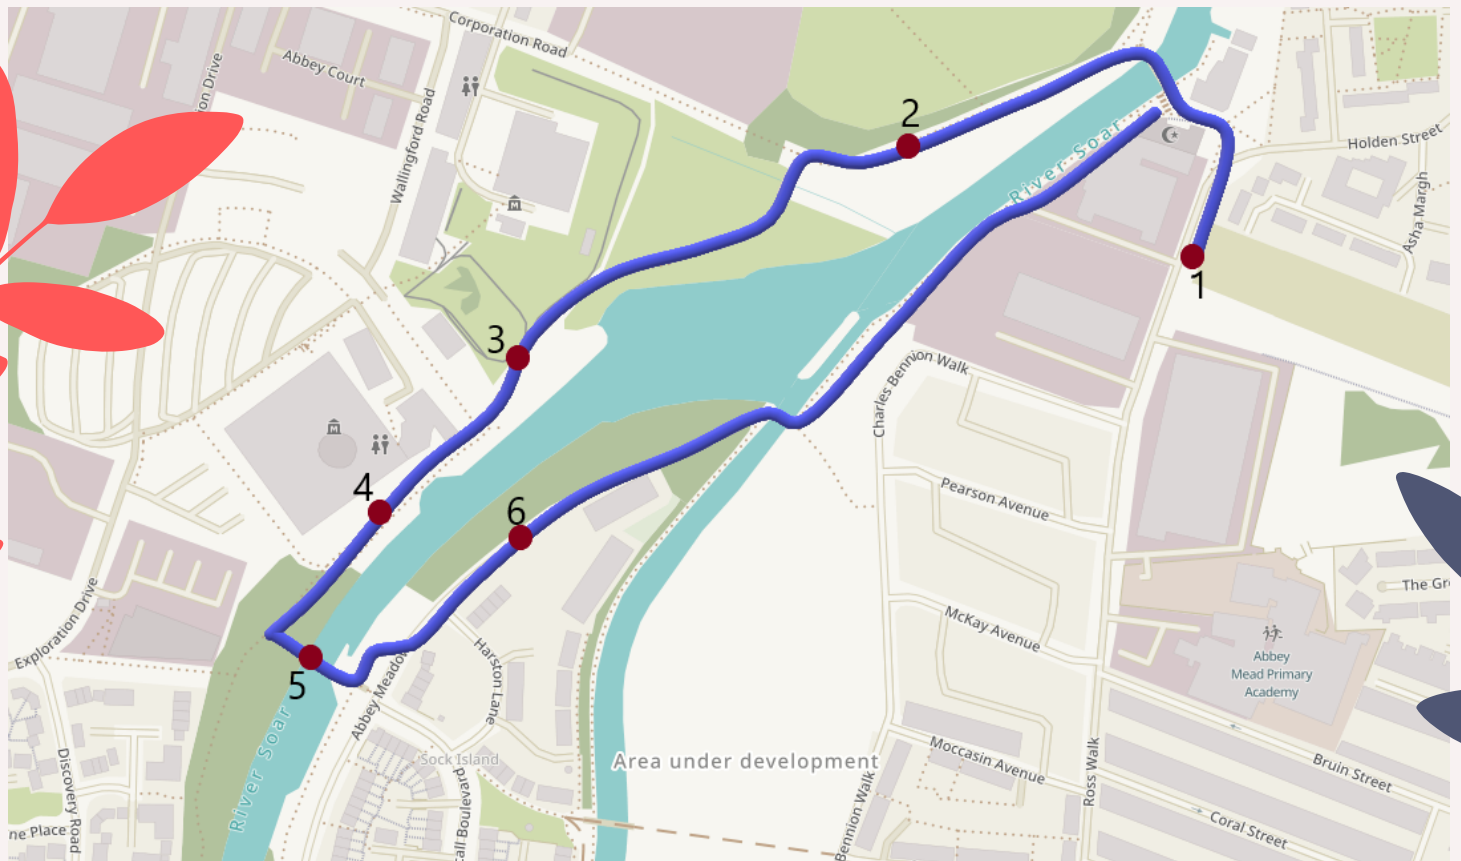 Corporation Road
Abbey Court
Wallingford Road
2
River Soar
Holden Street
Asha Margh
1
3
Charles Bennion Walk
4
Pearson Avenue
6
Exploration Drive
McKay Avenue
The Gr
Abbey
Mead Primary
Academy
Harston Lane
Abbey Meadow
5
River Soar
Sock Island
Area under development
Moccasin Avenue
Ross Walk
Bruin Street
Discovery Road
Coral Street
Bennion Walk
ne Place
on Drive
all Boulevard